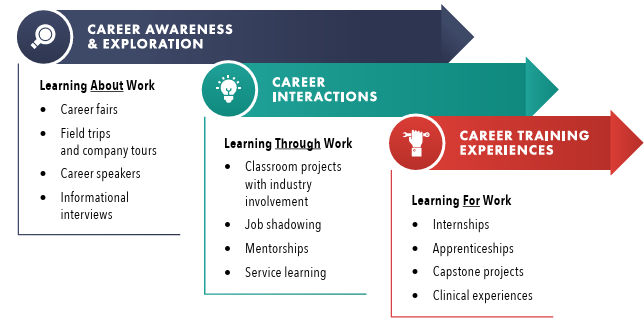 CAREER AWARENESS
& EXPLORATION
Learning About Work
• Career fairs
• Field trips
and company tours
• Career speakers
• Informational
interviews
CAREER
INTERACTIONS
Learning Through Work
• Classroom projects
with industry
involvement
• Job shadowing
• Mentorships
• Service learning
CAREER TRAINING
EXPERIENCES
Learning For Work
• Internships
• Apprenticeships
• Capstone projects
• Clinical experiences